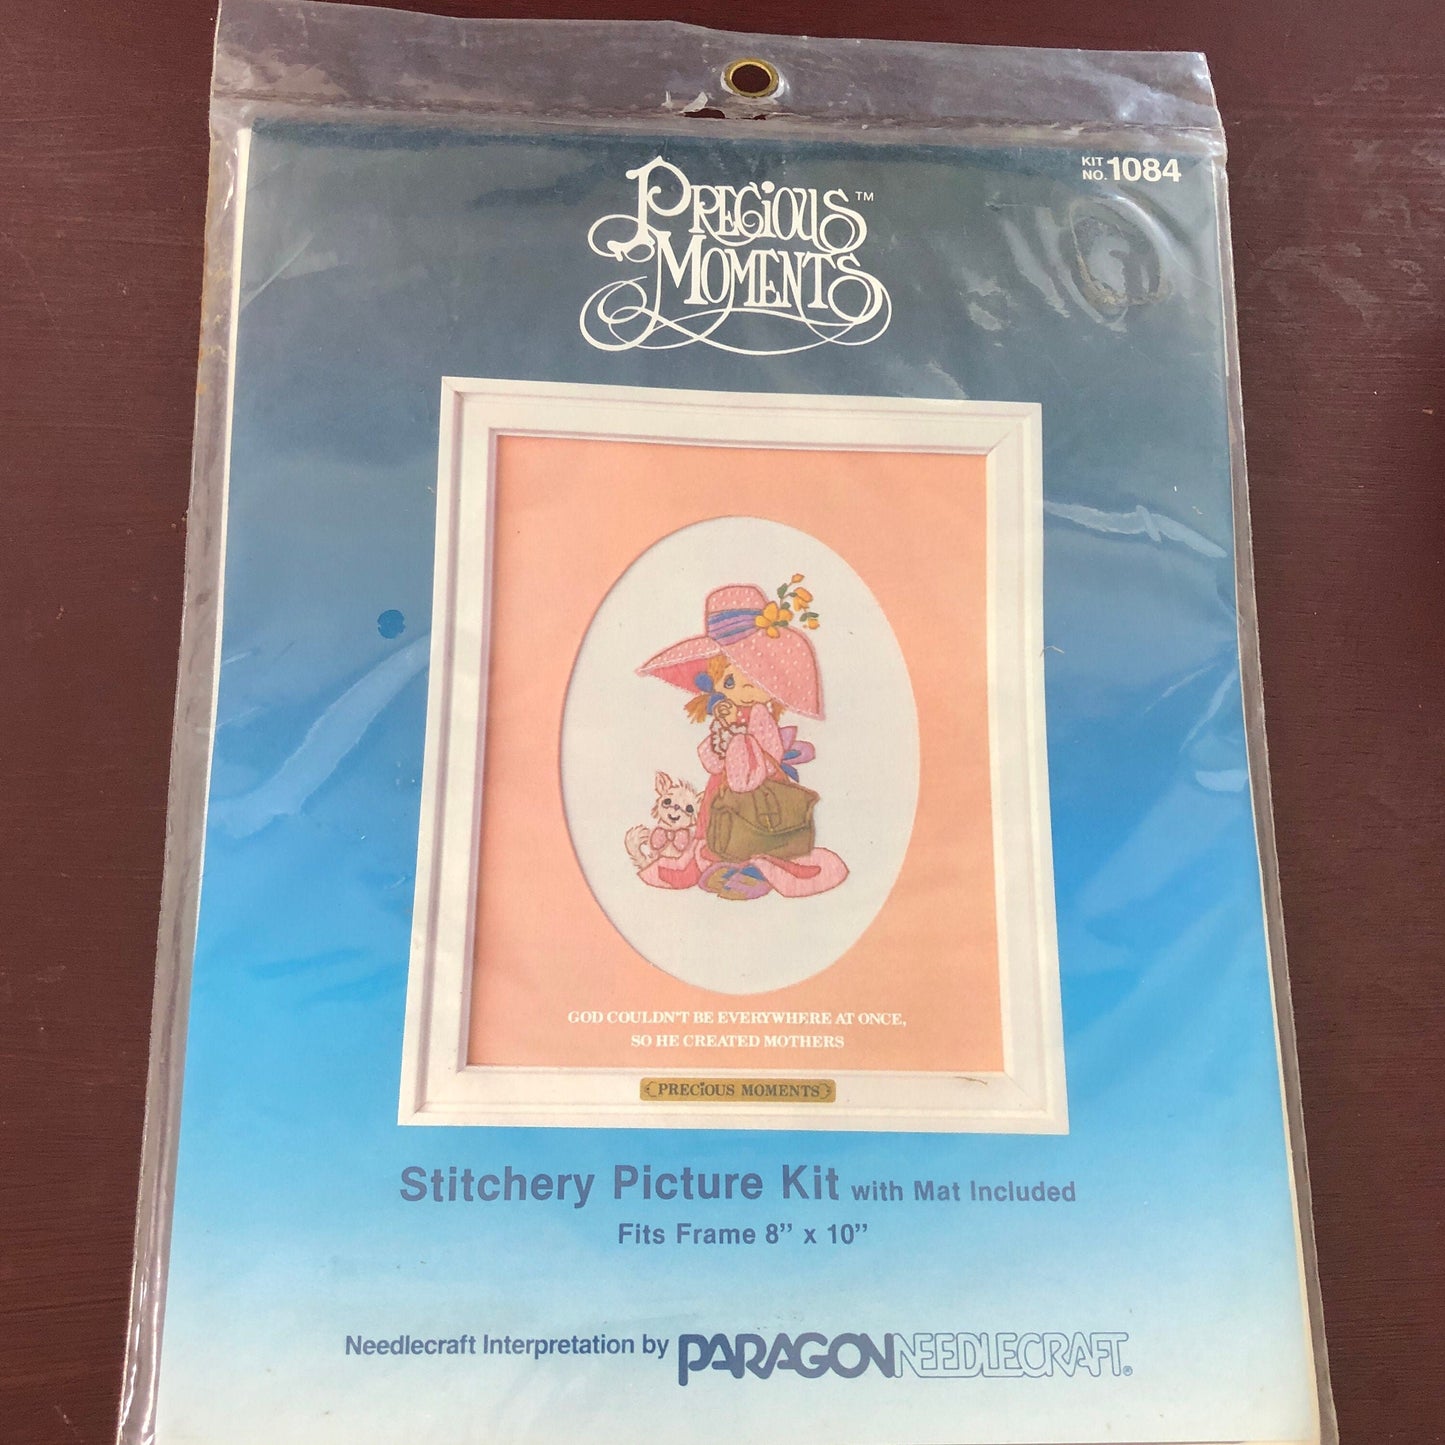 PRECiOUS™
MOMENTS
KIT
NO. 1084
GOD COULDN'T BE EVERYWHERE AT ONCE,
SO HE CREATED MOTHERS
PRECiOUS MOMENTS
Stitchery Picture Kit with Mat Included
Fits Frame 8” x 10”
Needlecraft Interpretation by PARAGON NEEDLECRAFT®